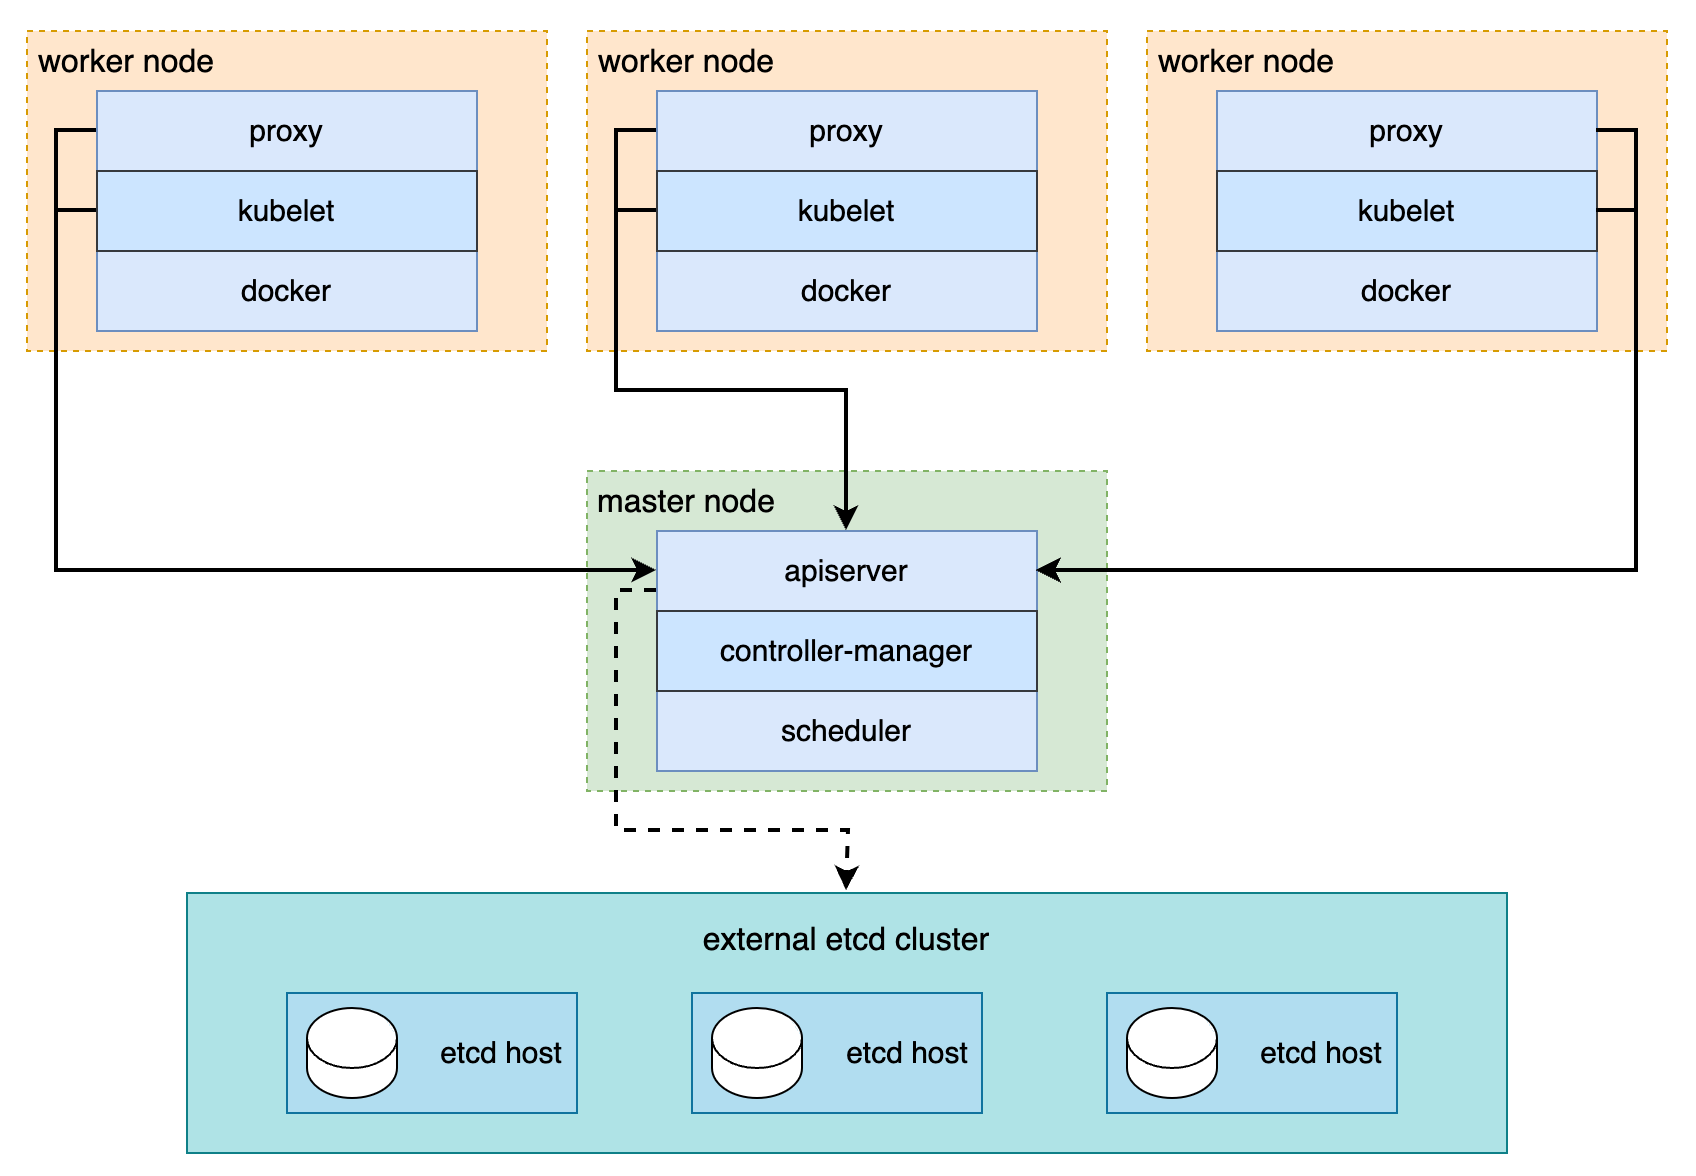 worker node
proxy
kubelet
docker
worker node
proxy
kubelet
docker
worker node
proxy
kubelet
docker
master node
apiserver
controller-manager
scheduler
external etcd cluster
etcd host
etcd host
etcd host